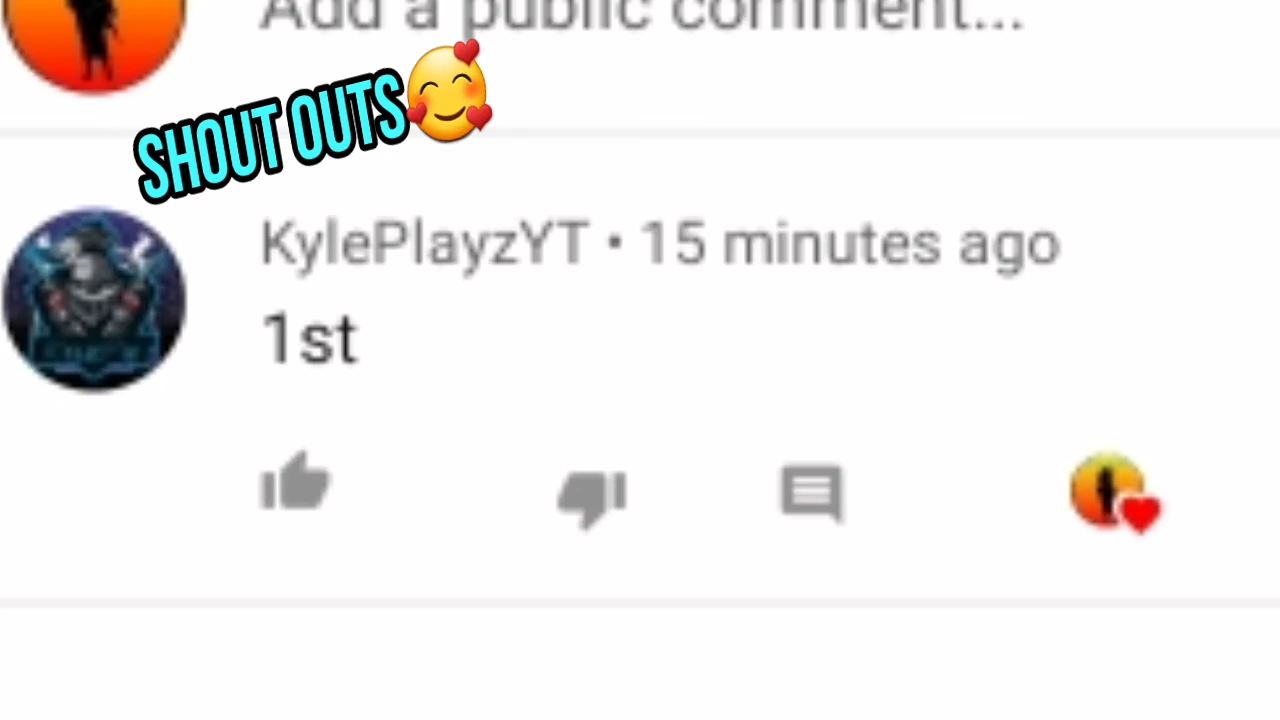 Add a public comment...
SHOUT OUTS
KylePlayzYT • 15 minutes ago
1st